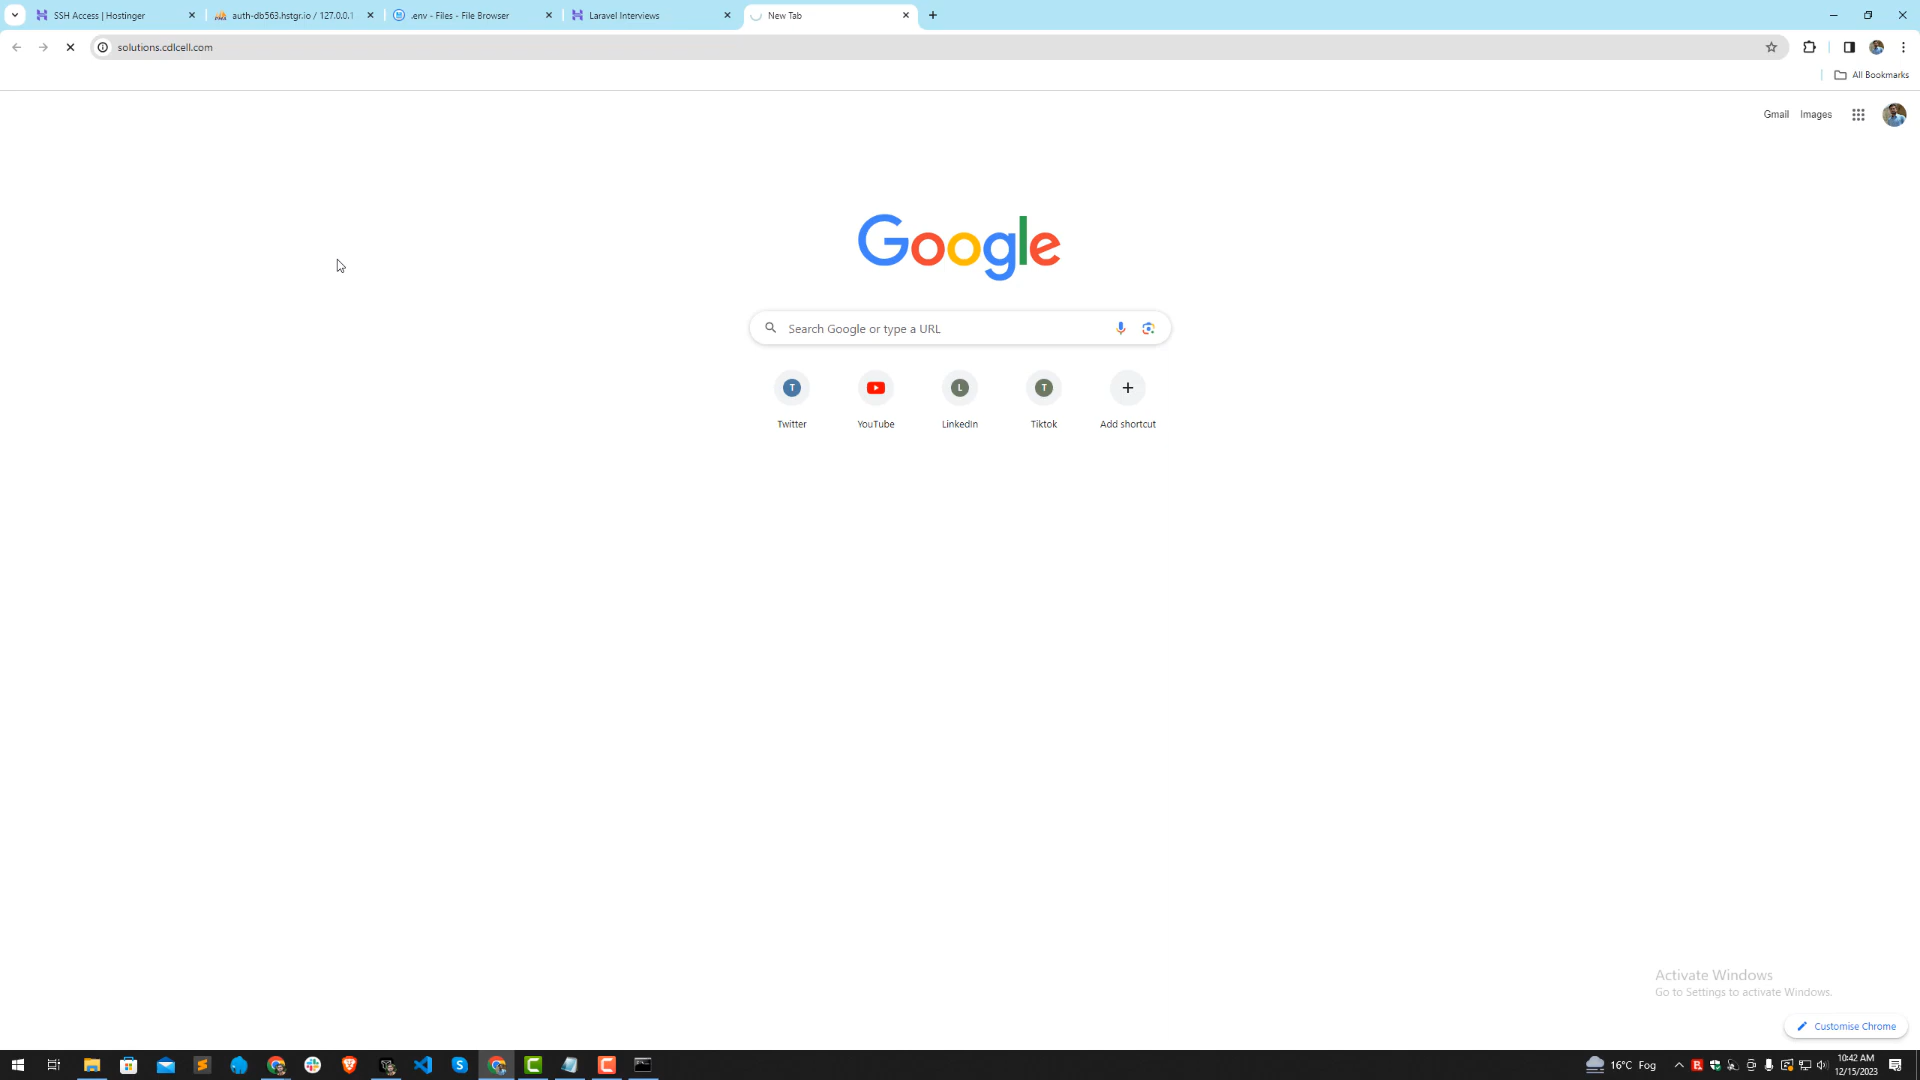 SSH Access | Hostinger
auth-db563.hstgr.io / 127.0.0.1
.env - Files - File Browser
Laravel Interviews
New Tab
solutions.cdlcell.com
All Bookmarks
Gmail
Images
Google
Search Google or type a URL
T
L
T
Twitter
YouTube
LinkedIn
Tiktok
Add shortcut
Activate Windows
Go to Settings to activate Windows.
Customise Chrome
16°C Fog
10:42 AM
12/15/2023